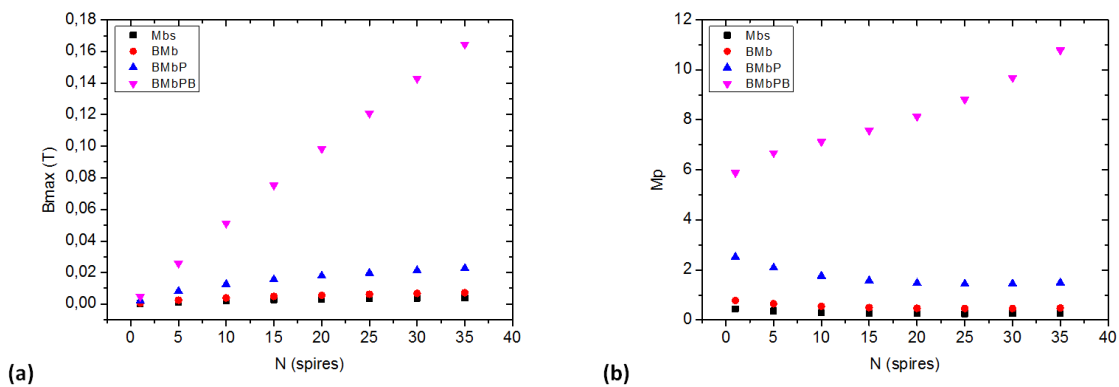 0,18
0,16
0,14
0,12
0,10
0,08
0,06
0,04
0,02
0,00
Bmax (T)
Mbs
BMb
BMbP
BMbPB
0 5 10 15 20 25 30 35 40
N (spires)
(a)
12
10
8
6
4
2
0
Mp
Mbs
BMb
BMbP
BMbPB
0 5 10 15 20 25 30 35 40
N (spires)
(b)